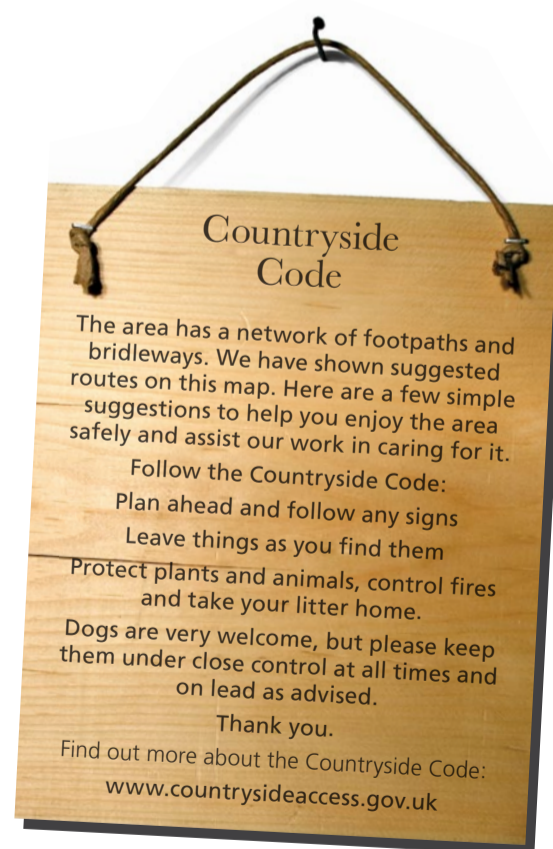 Countryside
Code
The area has a network of footpaths and
bridleways. We have shown suggested
routes on this map. Here are a few simple
suggestions to help you enjoy the area
safely and assist our work in caring for it.
Follow the Countryside Code:
Plan ahead and follow any signs
Leave things as you find them
Protect plants and animals, control fires
and take your litter home.
Dogs are very welcome, but please keep
them under close control at all times and
on lead as advised.
Thank you.
Find out more about the Countryside Code:
www.countrysideaccess.gov.uk